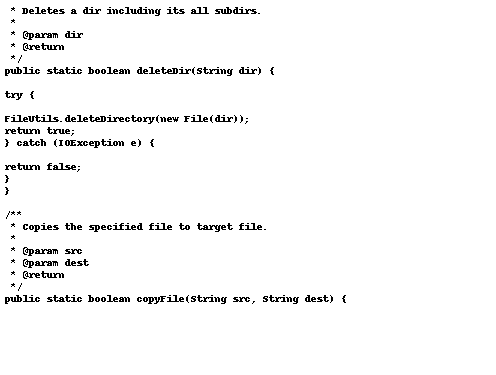 * Deletes a dir including its all subdirs.
 *
 * @param dir
 * @return
 */
public static boolean deleteDir(String dir) {

try {

FileUtils.deleteDirectory(new File(dir));
return true;
} catch (IOException e) {

return false;
}
}

/**
 * Copies the specified file to target file.
 *
 * @param src
 * @param dest
 * @return
 */
public static boolean copyFile(String src, String dest) {